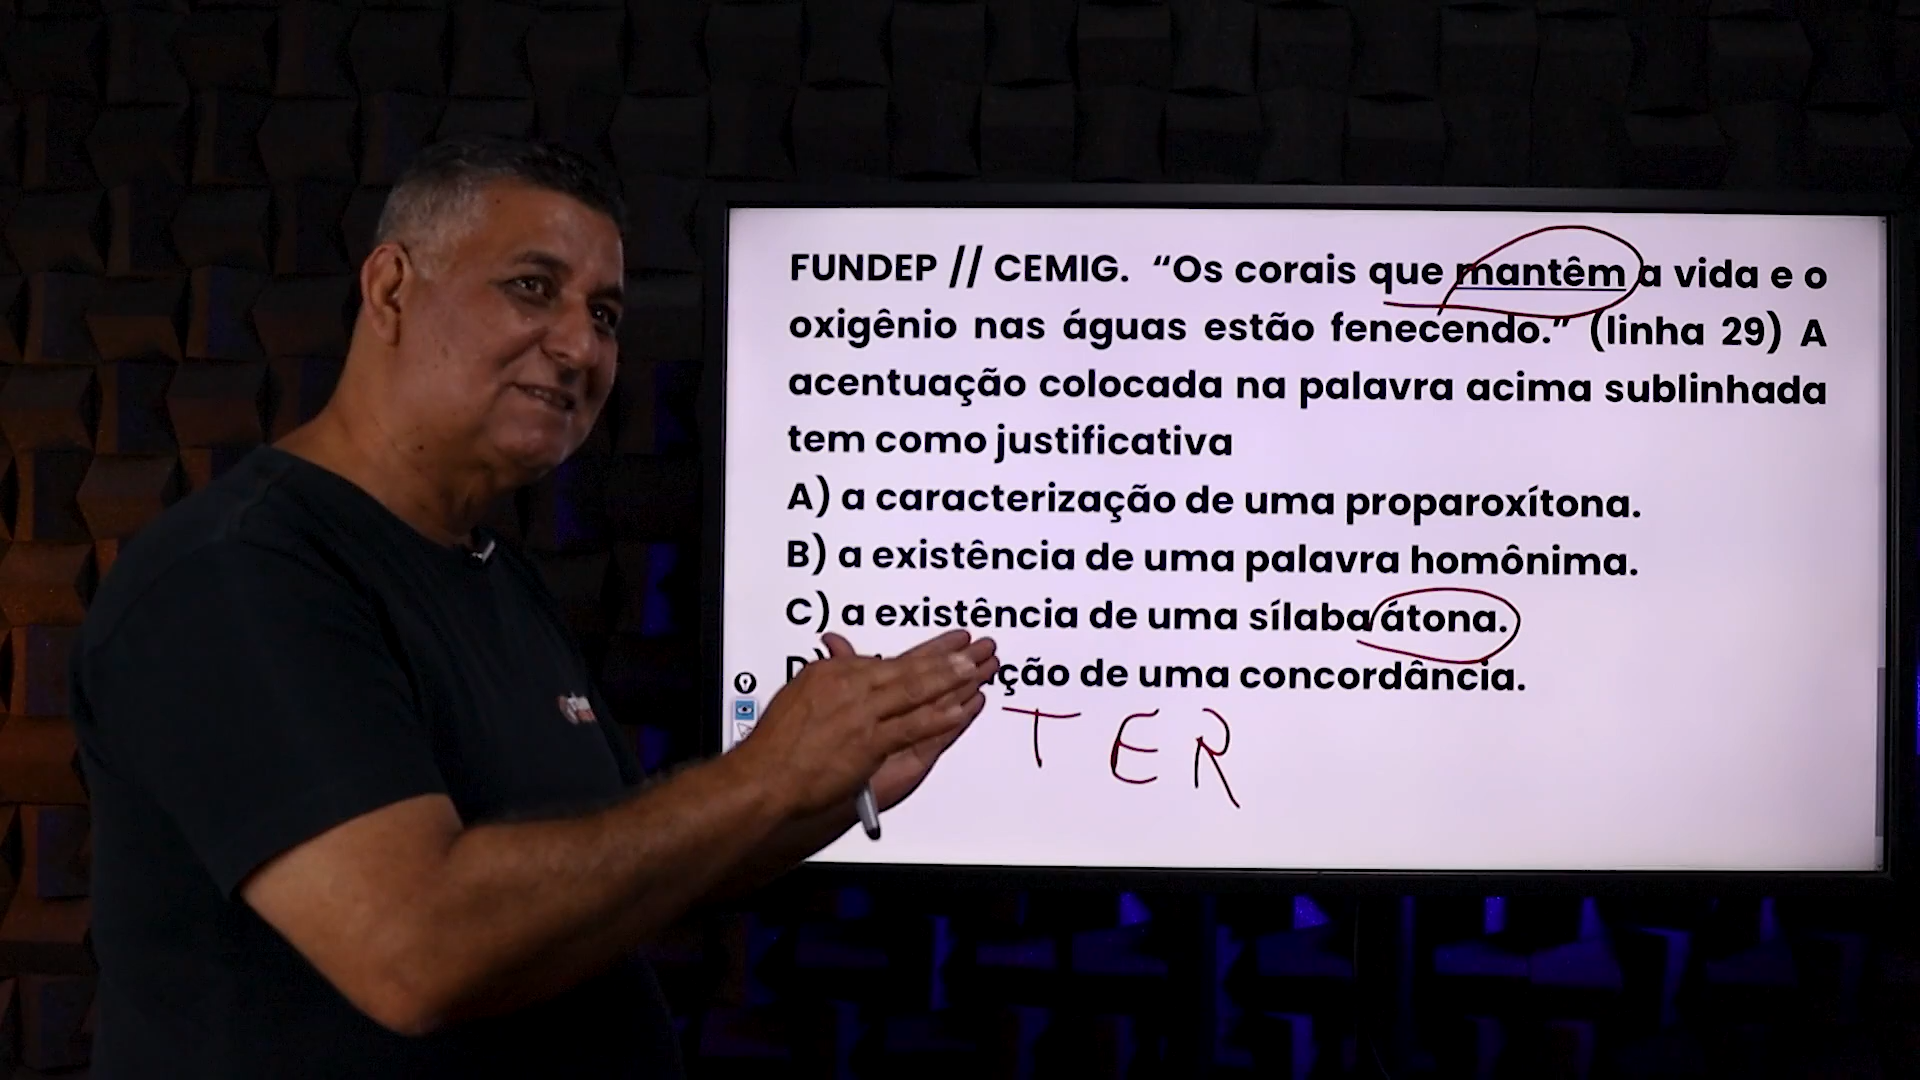 FUNDEP // CEMIG. “Os corais que mantêm a vida e o
oxigênio nas águas estão fenecendo.” (linha 29) A
acentuação colocada na palavra acima sublinhada
tem como justificativa
A) a caracterização de uma proparoxítona.
B) a existência de uma palavra homônima.
C) a existência de uma sílaba átona.
D) de uma concordância.
TER